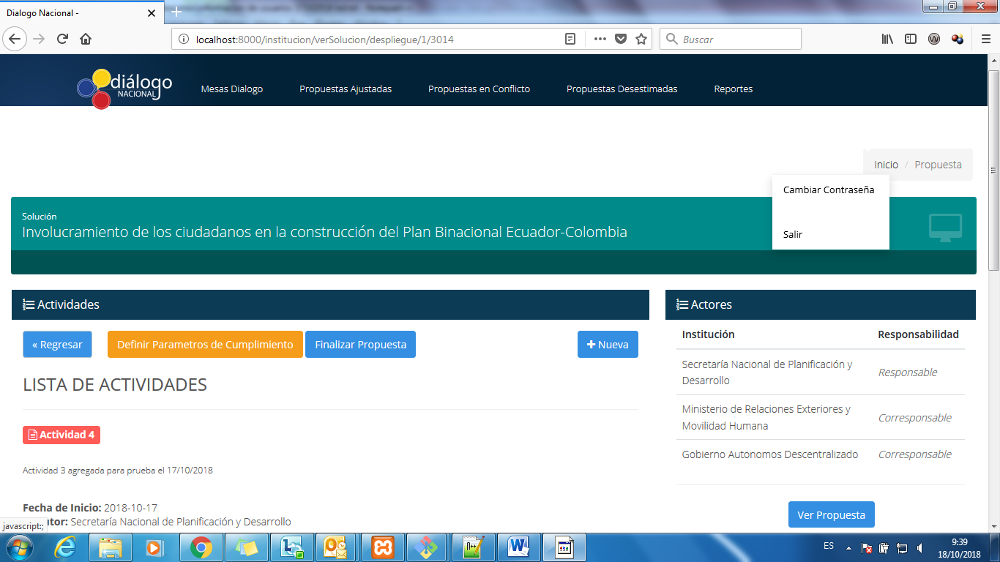 Dialogo Nacional -
localhost:8000/institucion/verSolucion/despliegue/1/3014
Buscar
diálogo
NACIONAL
Mesas Dialogo
Propuestas Ajustadas
Propuestas en Conflicto
Propuestas Desestimadas
Reportes
Inicio / Propuesta
Cambiar Contraseña
Salir
Solución
Involucramiento de los ciudadanos en la construcción del Plan Binacional Ecuador-Colombia
Actividades
« Regresar
Definir Parametros de Cumplimiento
Finalizar Propuesta
Nueva
LISTA DE ACTIVIDADES
Actividad 4
Actividad 3 agregada para prueba el 17/10/2018
Fecha de Inicio: 2018-10-17
utor: Secretaría Nacional de Planificación y Desarrollo
javascript:;
Actores
Institución Responsabilidad
Secretaría Nacional de Planificación y
Desarrollo
Responsable
Ministerio de Relaciones Exteriores y
Movilidad Humana
Corresponsable
Gobierno Autonomos Descentralizado Corresponsable
Ver Propuesta
ES
9:39
18/10/2018